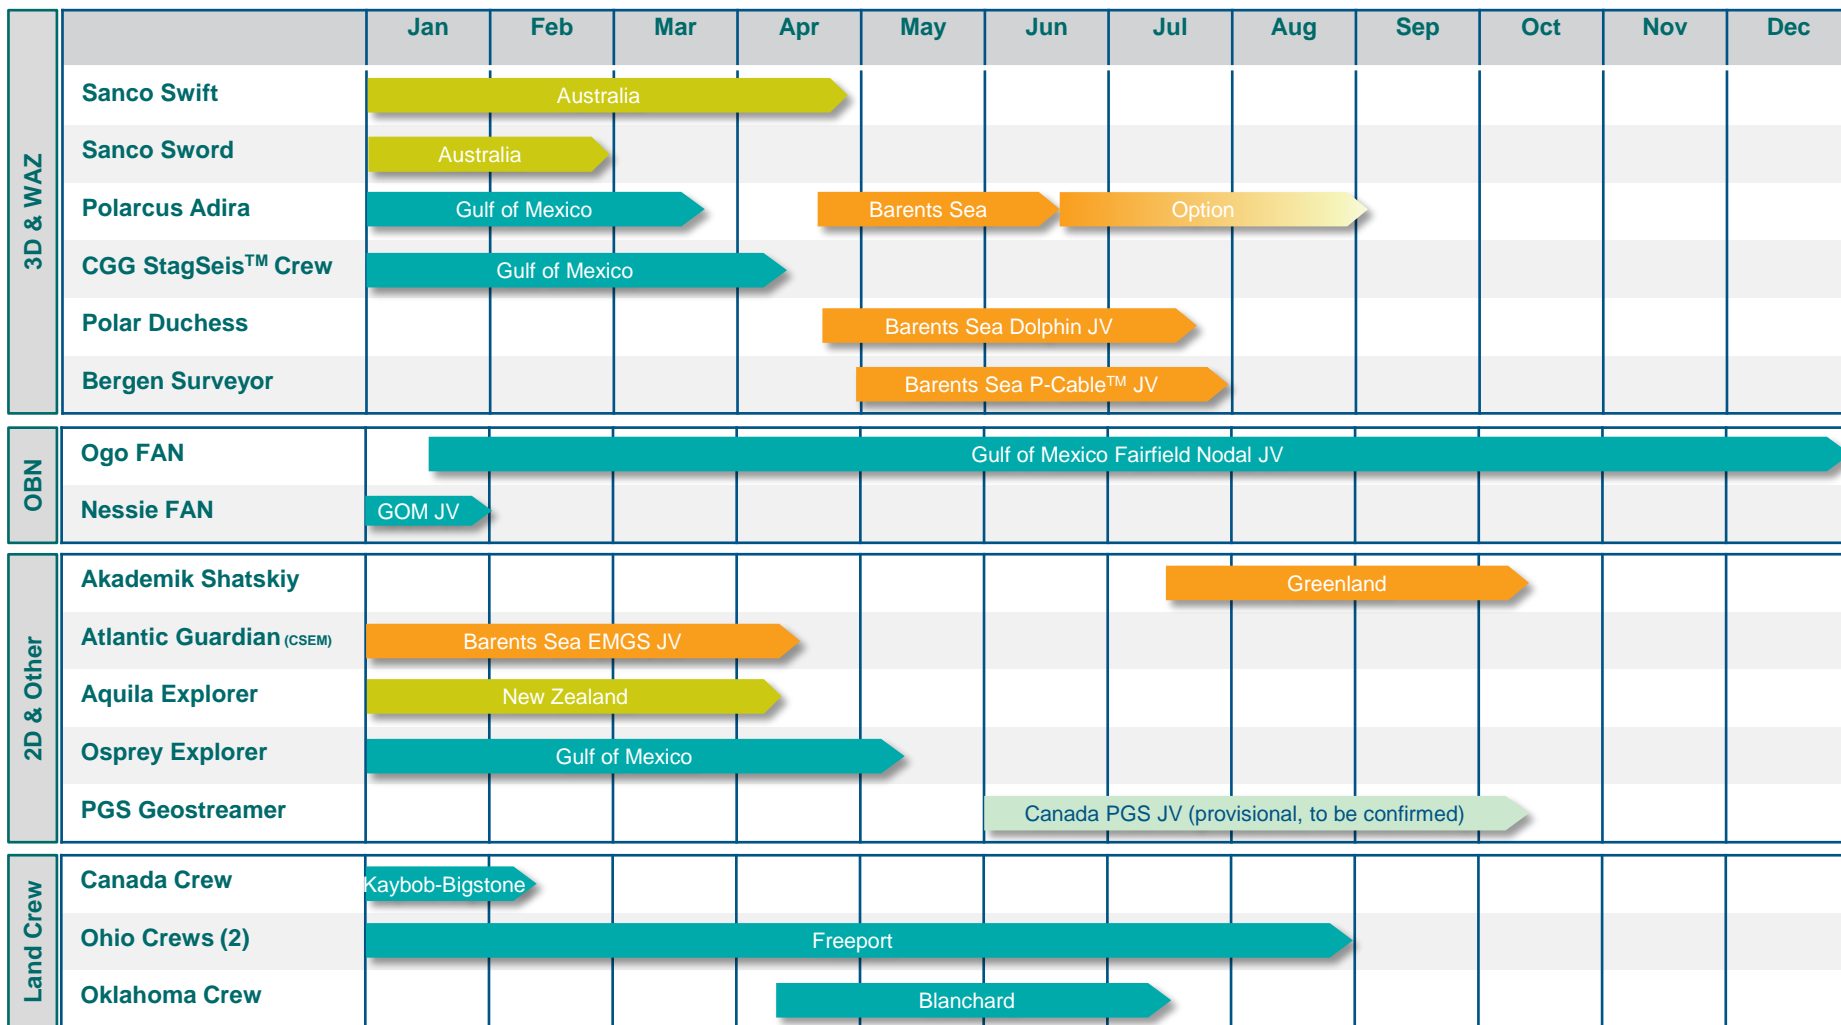 Jan Feb Mar Apr May Jun Jul Aug Sep Oct Nov Dec
3D & WAZ
Sanco Swift Australia
Sanco Sword Australia
Polarcus Adira Gulf of Mexico Barents Sea Option
CGG StagSeis™ Crew Gulf of Mexico
Polar Duchess Barents Sea Dolphin JV
Bergen Surveyor Barents Sea P-Cable™ JV
OBN
Ogo FAN Gulf of Mexico Fairfield Nodal JV
Nessie FAN GOM JV
2D & Other
Akademik Shatskiy Greenland
Atlantic Guardian (CSEM) Barents Sea EMGS JV
Aquila Explorer New Zealand
Osprey Explorer Gulf of Mexico
PGS Geostreamer Canada PGS JV (provisional, to be confirmed)
Land Crew
Canada Crew Kaybob-Bigstone
Ohio Crews (2) Freeport
Oklahoma Crew Blanchard